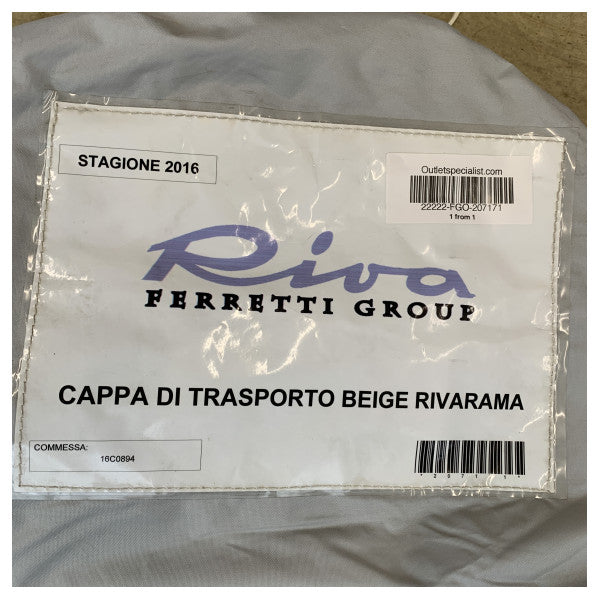 STAGIONE 2016
Outletspecialist.com
22222-FGO-207171
1 from 1
Riva
FERRETTI GROUP
CAPPA DI TRASPORTO BEIGE RIVARAMA
COMMESSA:
16C0894